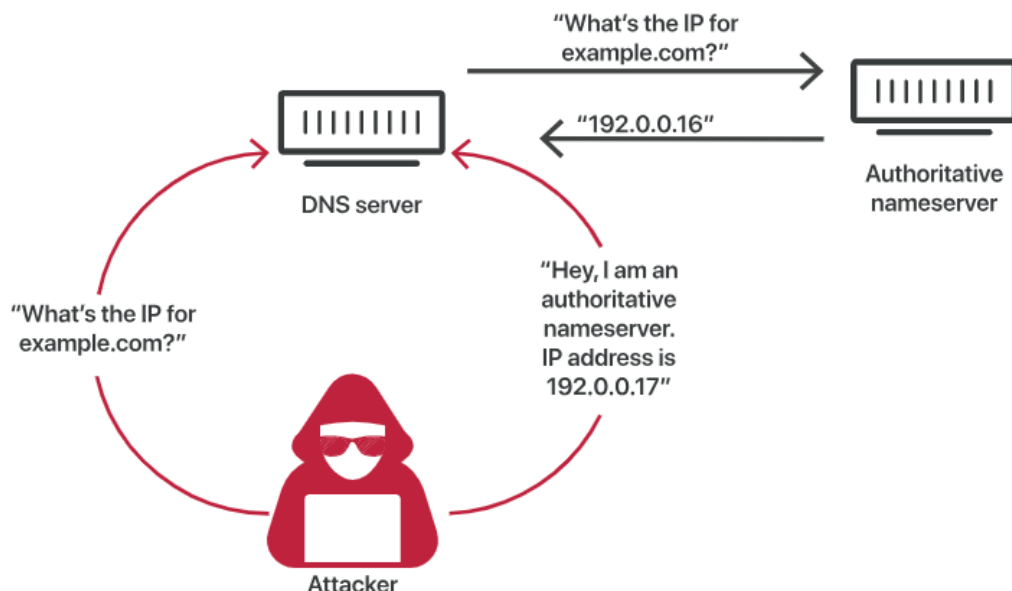 “What’s the IP for
example.com?”
“192.0.0.16”
DNS server
Authoritative
nameserver
“What’s the IP for
example.com?”
“Hey, I am an
authoritative
nameserver.
IP address is
192.0.0.17”
Attacker